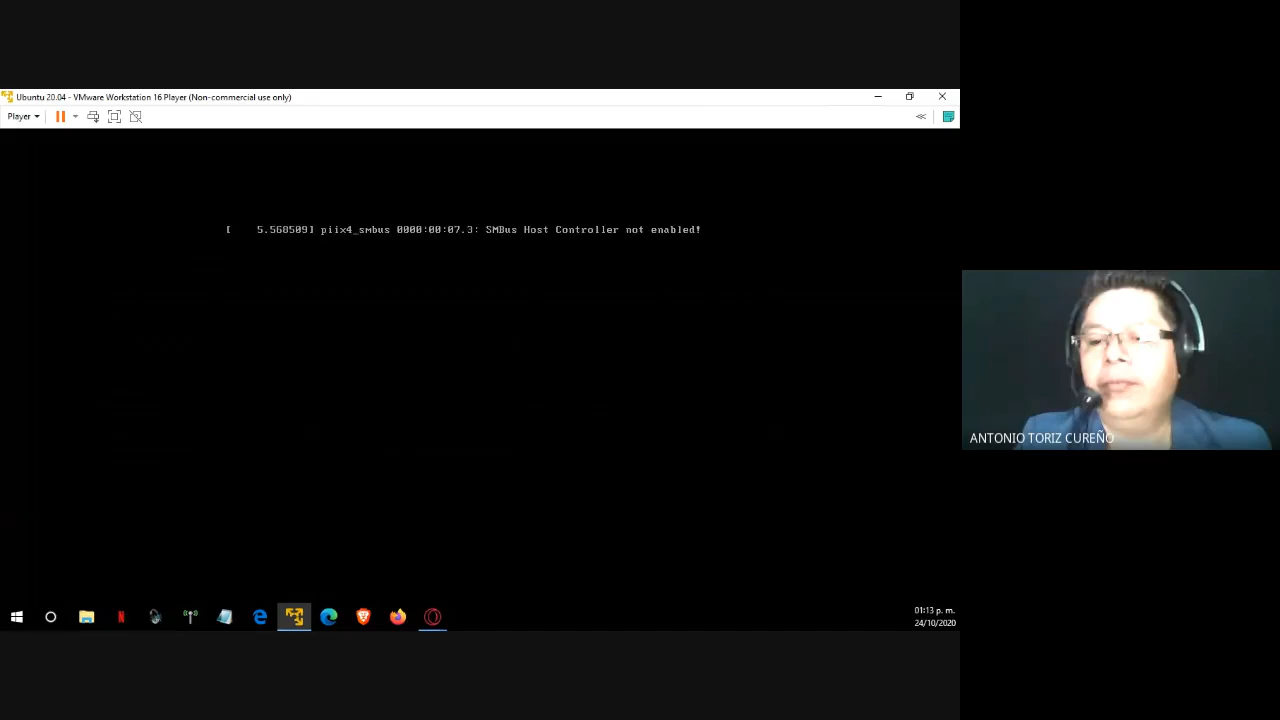 Ubuntu 20.04 - VMware Workstation 16 Player (Non-commercial use only)
Player
[    5.568509] piix4_smbus 0000:00:07.3: SMBus Host Controller not enabled!
ANTONIO TORIZ CUREÑO
01:13 p. m.
24/10/2020